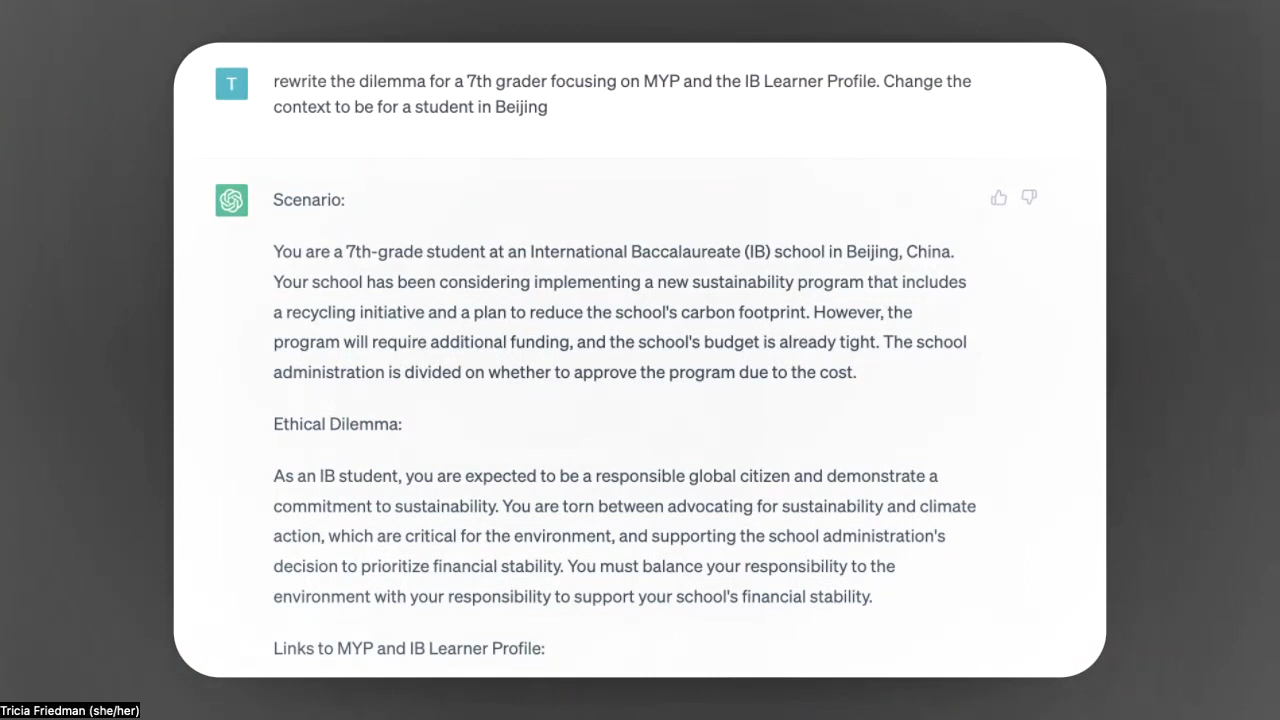 T
rewrite the dilemma for a 7th grader focusing on MYP and the IB Learner Profile. Change the
context to be for a student in Beijing
Scenario:
You are a 7th-grade student at an International Baccalaureate (IB) school in Beijing, China.
Your school has been considering implementing a new sustainability program that includes
a recycling initiative and a plan to reduce the school's carbon footprint. However, the
program will require additional funding, and the school's budget is already tight. The school
administration is divided on whether to approve the program due to the cost.
Ethical Dilemma:
As an IB student, you are expected to be a responsible global citizen and demonstrate a
commitment to sustainability. You are torn between advocating for sustainability and climate
action, which are critical for the environment, and supporting the school administration's
decision to prioritize financial stability. You must balance your responsibility to the
environment with your responsibility to support your school's financial stability.
Links to MYP and IB Learner Profile:
Tricia Friedman (she/her)